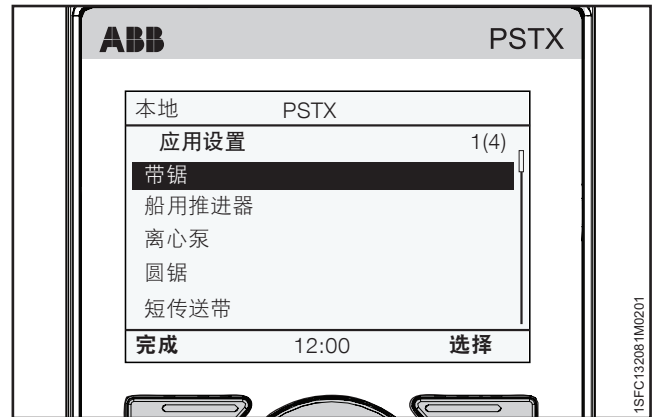 ABB PSTX
本地 PSTX
应用设置 1(4)
带锯
船用推进器
离心泵
圆锯
短传送带
完成 12:00 选择
1SFC132081M0201